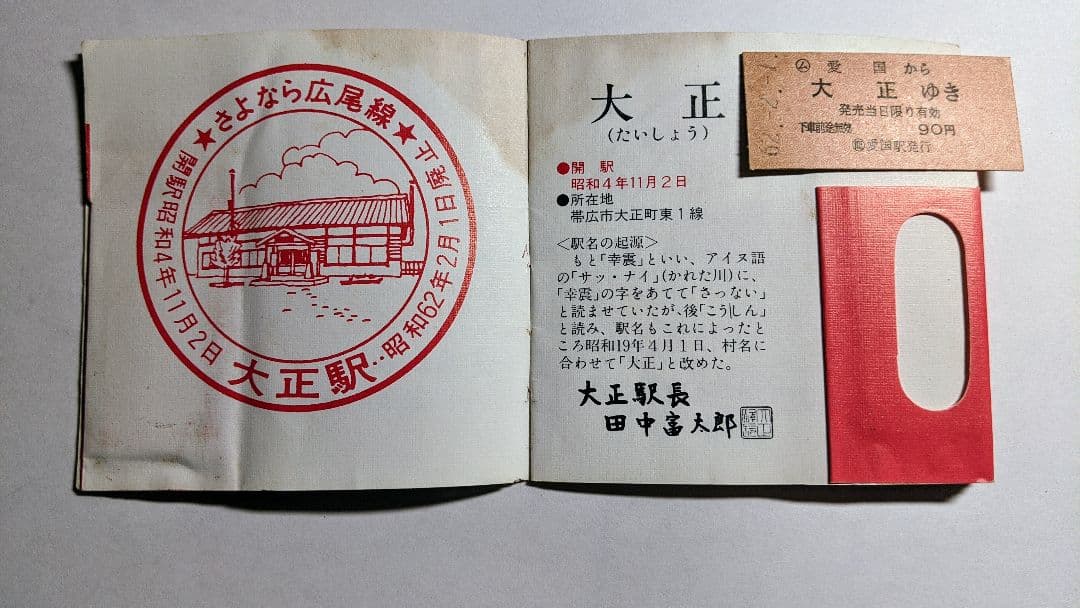 ★さよなら広尾線★
開駅昭和4年11月2日
昭和62年2月1日廃止
大正駅
大正
(たいしょう)
●開 駅
昭和4年11月2日
●所在地
帯広市大正町東1線
〈駅名の起源〉
もと「幸震」といい、アイヌ語
の「サッ・ナイ」(かれた川)に、
「幸震」の字をあてて「さつない」
と読ませていたが、後「こうしん」
と読み、駅名もこれによったと
ころ昭和19年4月1日、村名に
合わせて「大正」と改めた。
大正駅長
田中富太郎
㋰ 愛国から
大正ゆき
発売当日限り有効
下車前途無効 90円
愛国駅発行